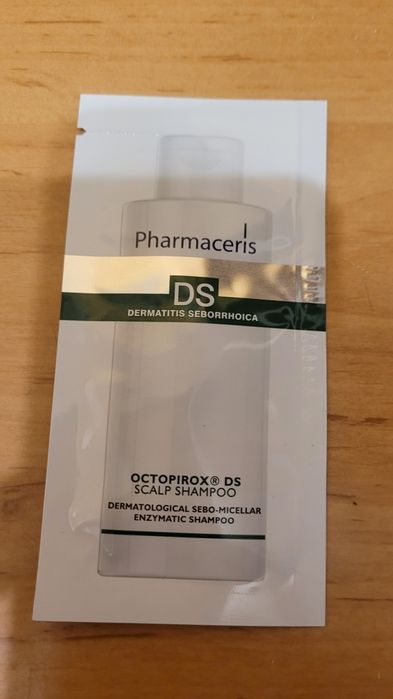 Pharmaceris
DS
DERMATITIS SEBORRHOICA
OCTOPIROX® DS
SCALP SHAMPOO
DERMATOLOGICAL SEBO-MICELLAR
ENZYMATIC SHAMPOO